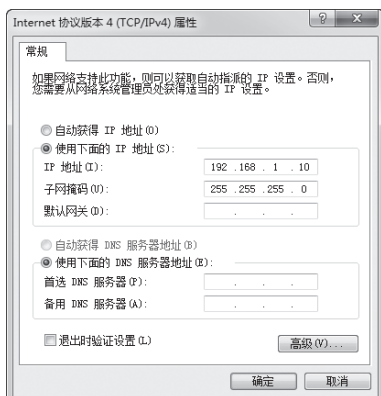 Internet 协议版本 4 (TCP/IPv4) 属性
常规
如果网络支持此功能，则可以获取自动指派的 IP 设置。否则，
您需要从网络系统管理员处获得适当的 IP 设置。
自动获得 IP 地址(O)
使用下面的 IP 地址(S):
IP 地址(I): 192 .168 . 1 . 10
子网掩码(U): 255 .255 .255 . 0
默认网关(D): . . .
自动获得 DNS 服务器地址(B)
使用下面的 DNS 服务器地址(E):
首选 DNS 服务器(P): . . .
备用 DNS 服务器(A): . . .
退出时验证设置(L)
高级(V)...
确定 取消